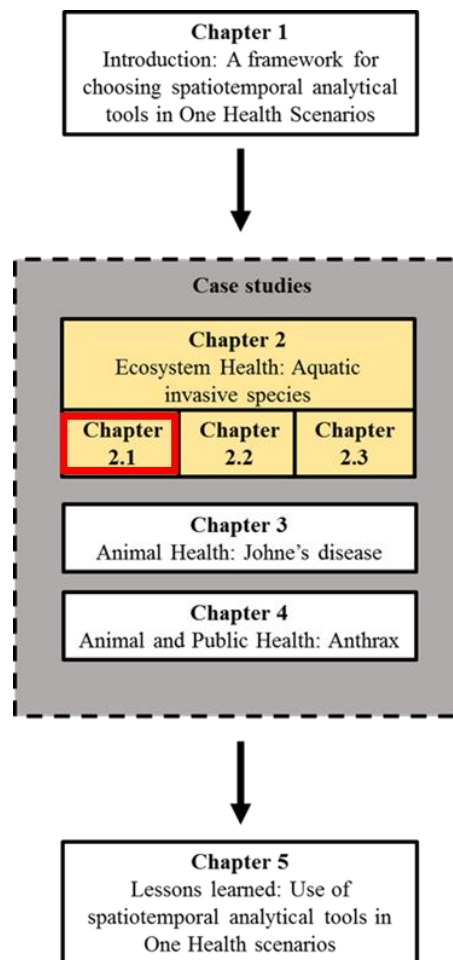 Chapter 1
Introduction: A framework for
choosing spatiotemporal analytical
tools in One Health Scenarios
Case studies
Chapter 2
Ecosystem Health: Aquatic
invasive species
Chapter
2.1
Chapter
2.2
Chapter
2.3
Chapter 3
Animal Health: Johne's disease
Chapter 4
Animal and Public Health: Anthrax
Chapter 5
Lessons learned: Use of
spatiotemporal analytical tools in
One Health scenarios